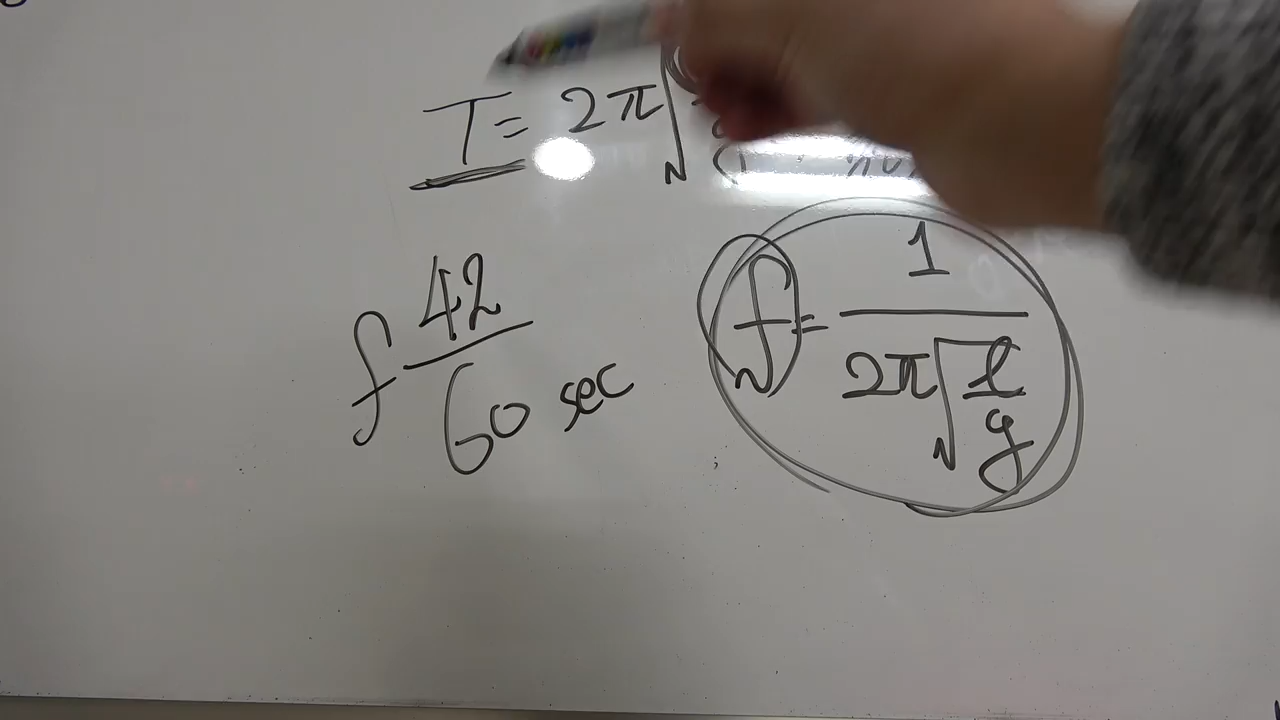 T = 2π√
f 42/60 sec
f = 1/(2π√(l/g))